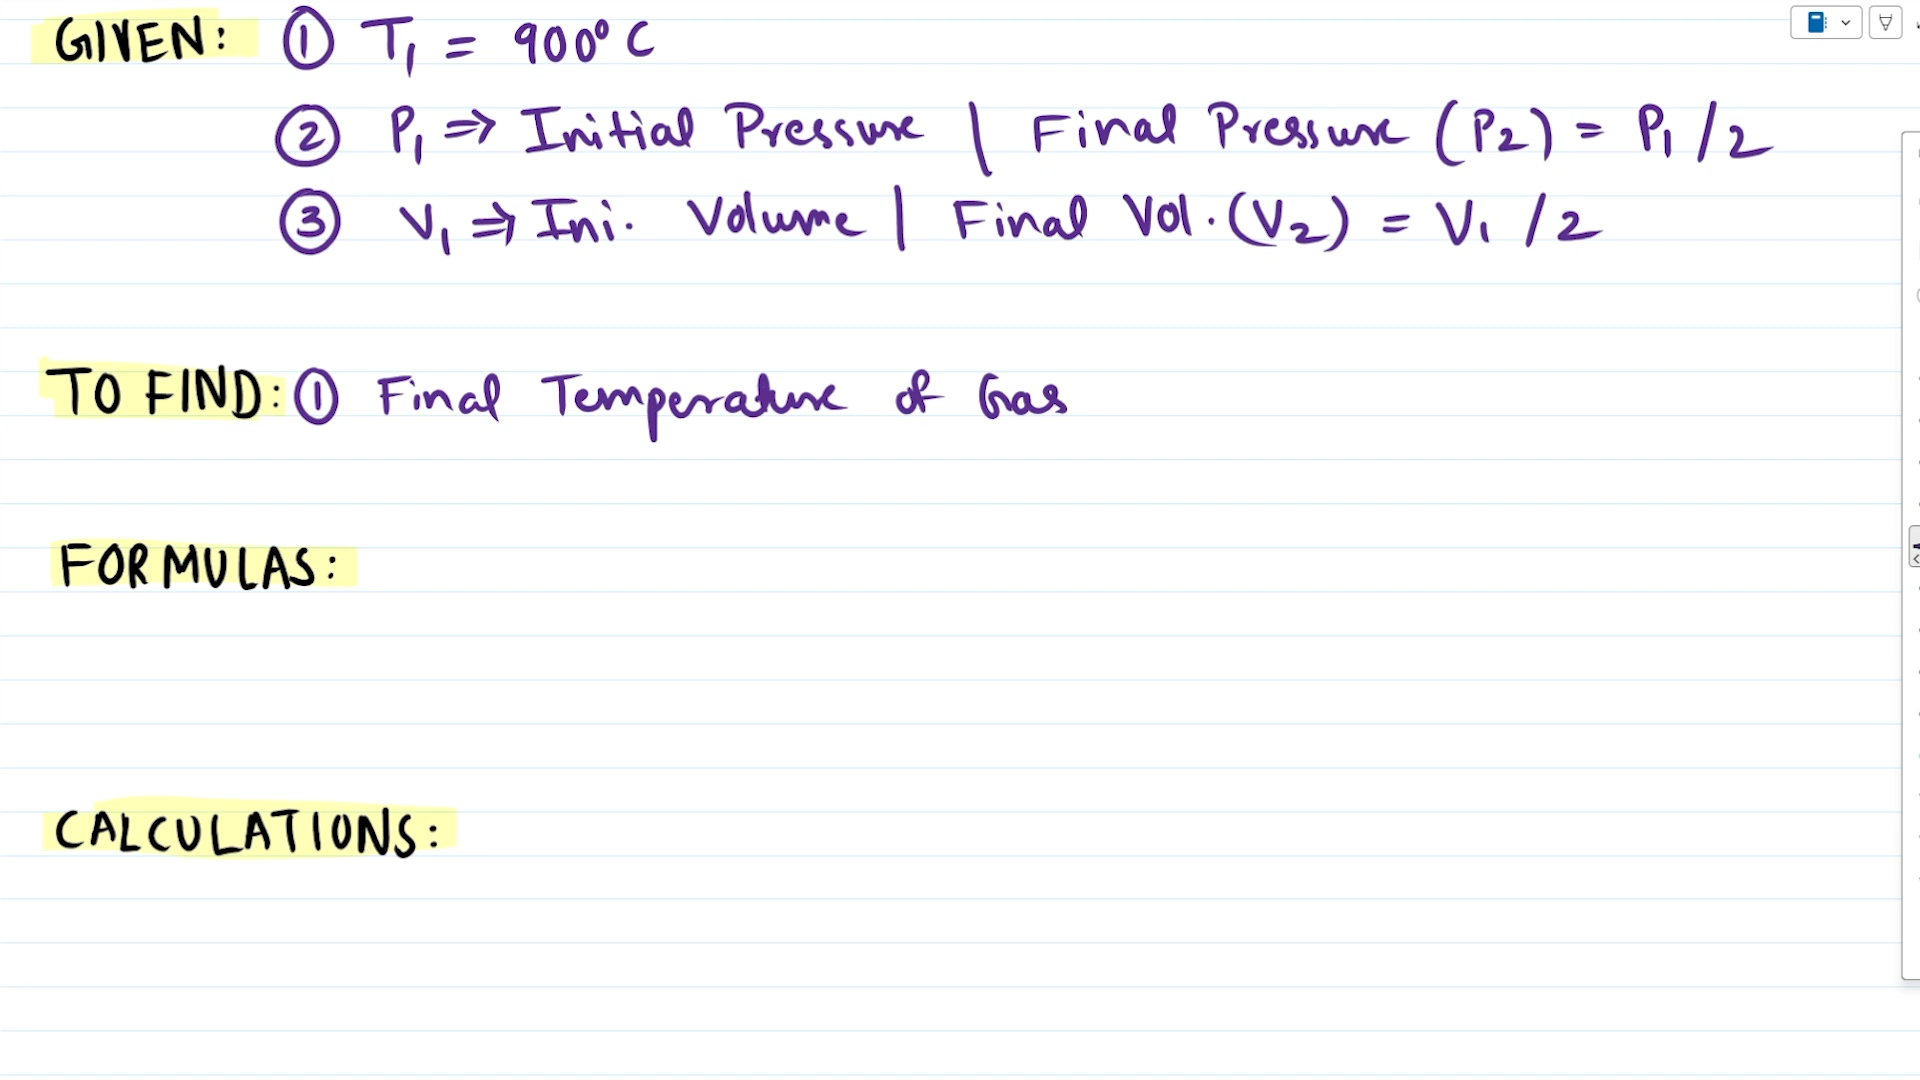 GIVEN: ① T₁ = 900° C
② P₁ ⇒ Initial Pressure | Final Pressure (P₂) = P₁ /2
③ V₁ ⇒ Ini. Volume | Final Vol. (V₂) = V₁ /2
TO FIND: ① Final Temperature of Gas
FORMULAS:
CALCULATIONS: